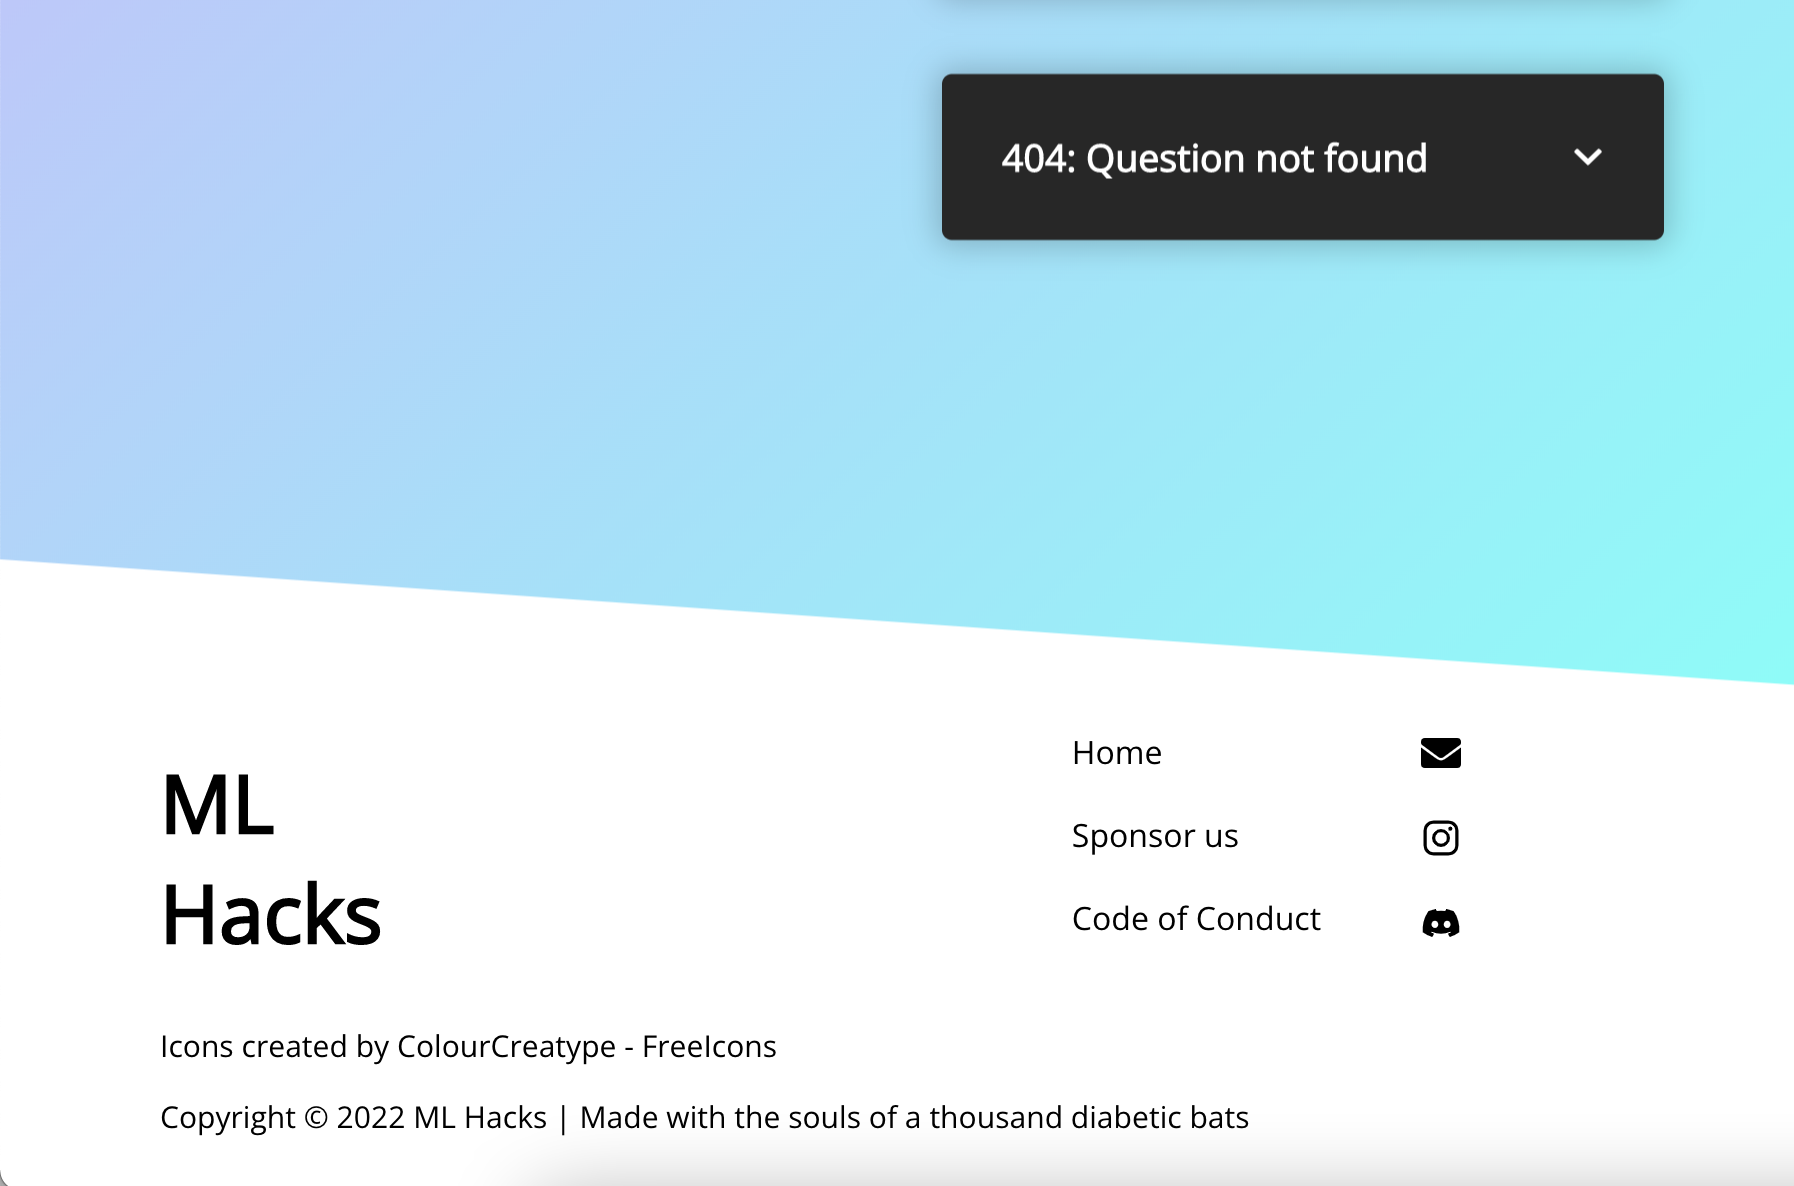 404: Question not found
ML
Hacks
Home
Sponsor us
Code of Conduct
Icons created by ColourCreatype - FreeIcons
Copyright © 2022 ML Hacks | Made with the souls of a thousand diabetic bats